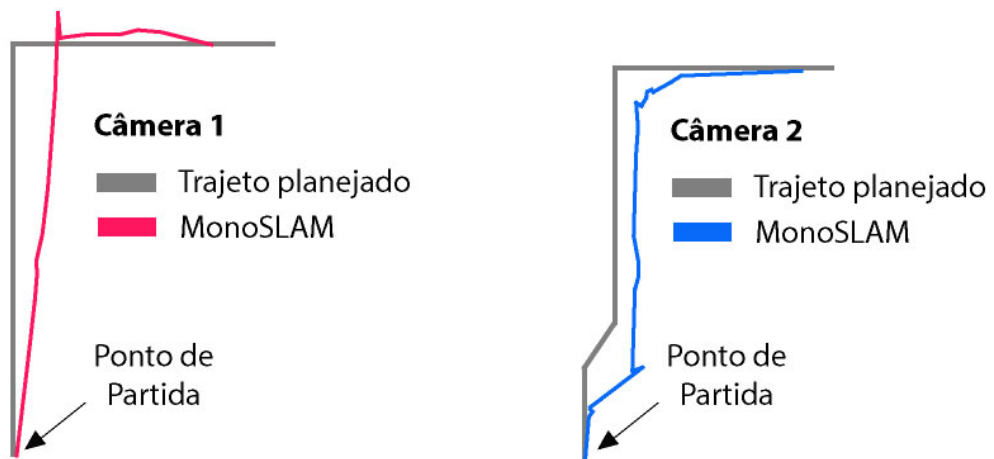 Câmera 1
Trajeto planejado
MonoSLAM
Ponto de
Partida
Câmera 2
Trajeto planejado
MonoSLAM
Ponto de
Partida